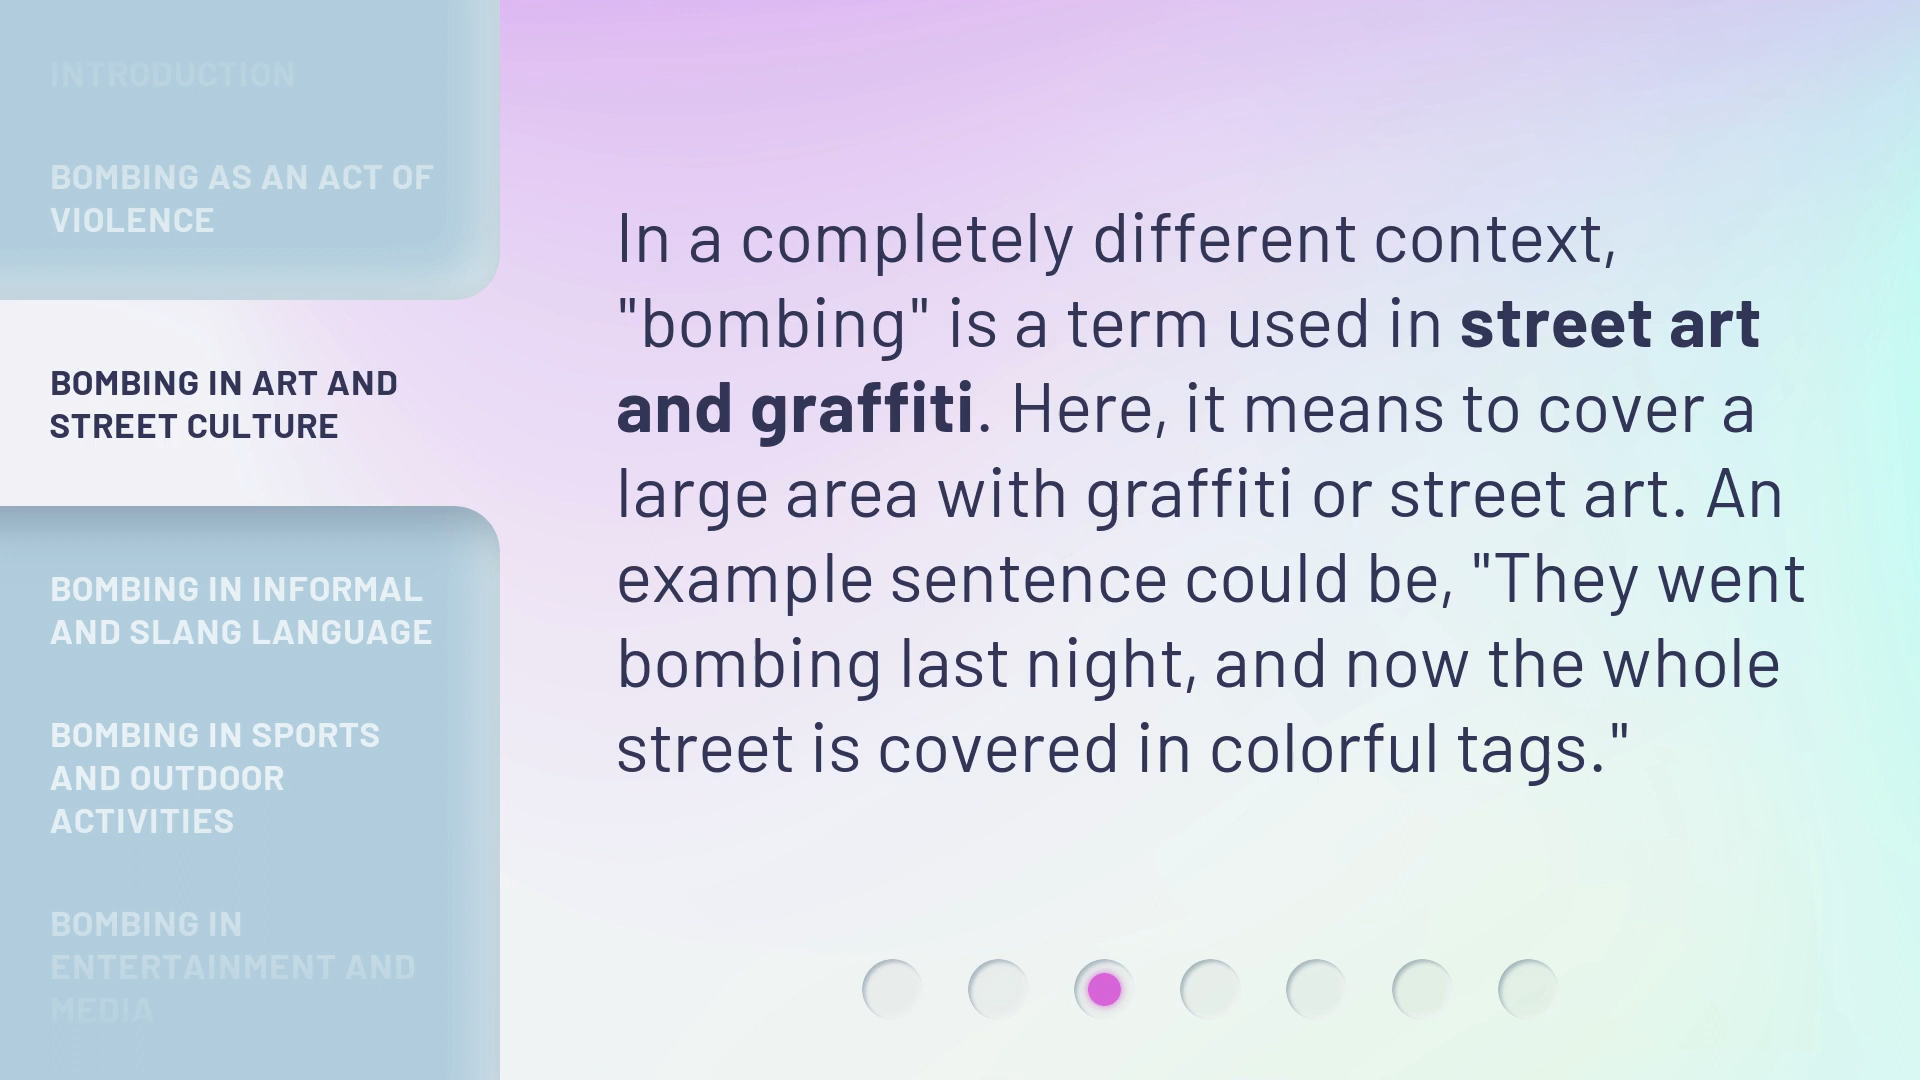 INTRODUCTION
BOMBING AS AN ACT OF
VIOLENCE
BOMBING IN ART AND
STREET CULTURE
BOMBING IN INFORMAL
AND SLANG LANGUAGE
BOMBING IN SPORTS
AND OUTDOOR
ACTIVITIES
BOMBING IN
ENTERTAINMENT AND
MEDIA
In a completely different context,
"bombing" is a term used in street art
and graffiti. Here, it means to cover a
large area with graffiti or street art. An
example sentence could be, "They went
bombing last night, and now the whole
street is covered in colorful tags."